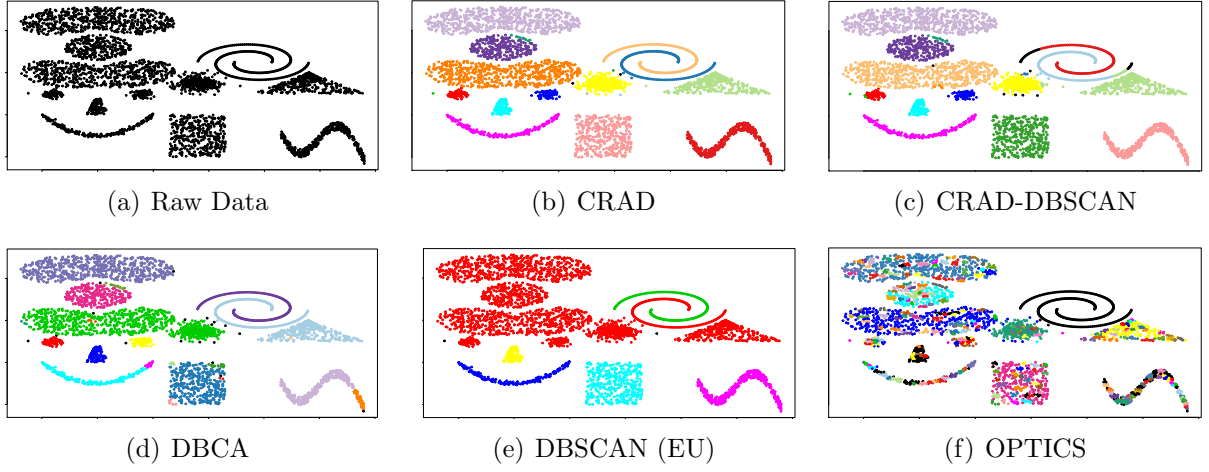 (a) Raw Data
(b) CRAD
(c) CRAD-DBSCAN
(d) DBCA
(e) DBSCAN (EU)
(f) OPTICS